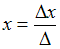 x = Δx / Δ